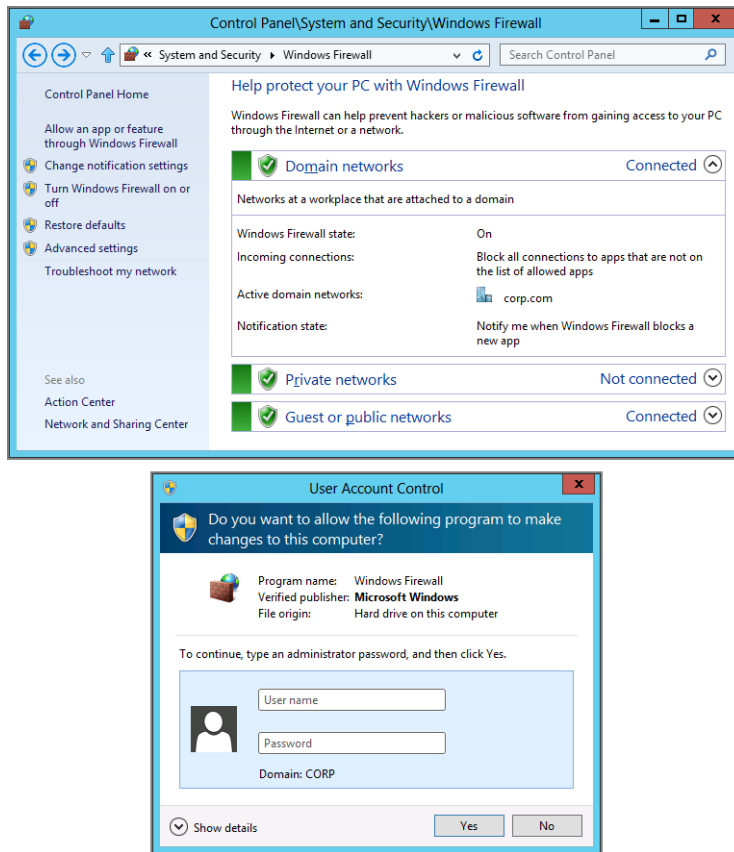 Control Panel\System and Security\Windows Firewall
« System and Security ▸ Windows Firewall
Search Control Panel
Control Panel Home
Allow an app or feature
through Windows Firewall
Change notification settings
Turn Windows Firewall on or
off
Restore defaults
Advanced settings
Troubleshoot my network
See also
Action Center
Network and Sharing Center
Help protect your PC with Windows Firewall
Windows Firewall can help prevent hackers or malicious software from gaining access to your PC
through the Internet or a network.
Domain networks Connected
Networks at a workplace that are attached to a domain
Windows Firewall state: On
Incoming connections: Block all connections to apps that are not on
the list of allowed apps
Active domain networks: corp.com
Notification state: Notify me when Windows Firewall blocks a
new app
Private networks Not connected
Guest or public networks Connected
User Account Control
Do you want to allow the following program to make
changes to this computer?
Program name: Windows Firewall
Verified publisher: Microsoft Windows
File origin: Hard drive on this computer
To continue, type an administrator password, and then click Yes.
User name
Password
Domain: CORP
Show details
Yes No